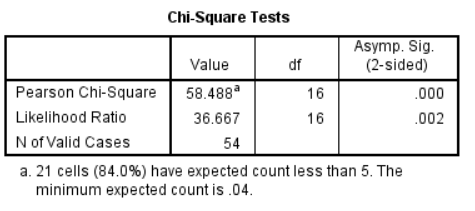 Chi-Square Tests
Value df Asymp. Sig. (2-sided)
Pearson Chi-Square 58.488a 16 .000
Likelihood Ratio 36.667 16 .002
N of Valid Cases 54
a. 21 cells (84.0%) have expected count less than 5. The
minimum expected count is .04.